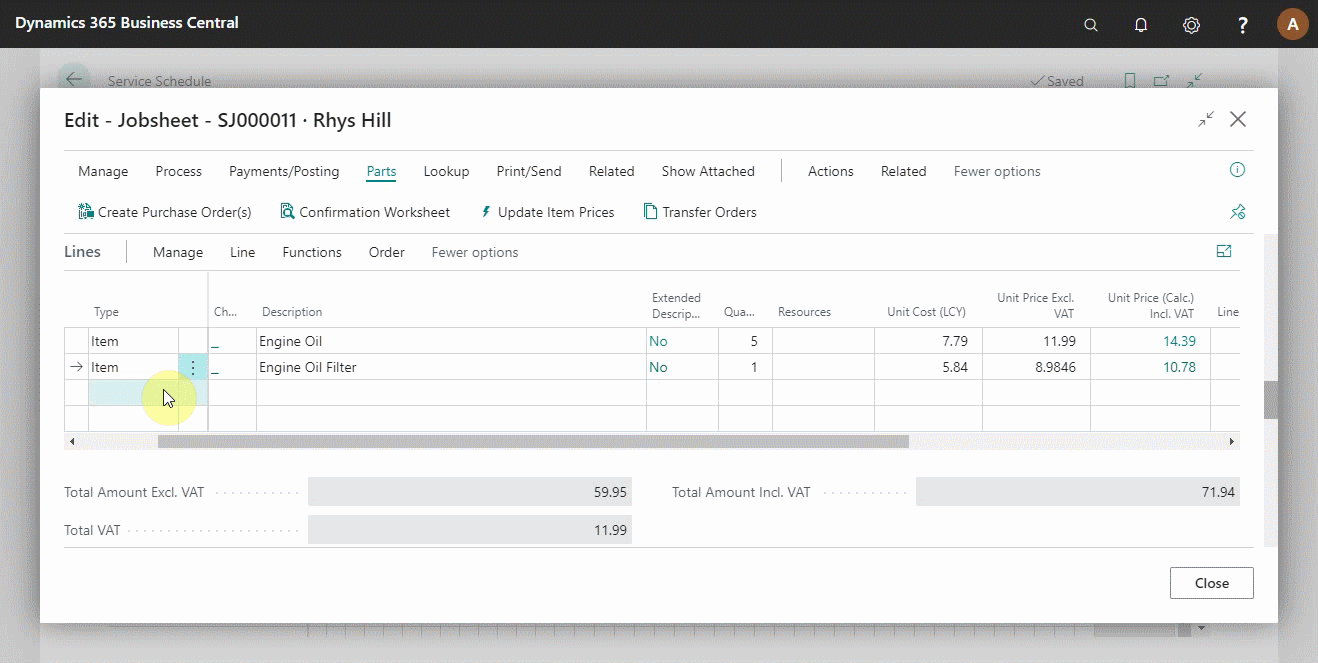 Dynamics 365 Business Central
?
A
Service Schedule
Saved
Edit - Jobsheet - SJ000011 · Rhys Hill
Manage Process Payments/Posting Parts Lookup Print/Send Related Show Attached Actions Related Fewer options
Create Purchase Order(s) Confirmation Worksheet Update Item Prices Transfer Orders
Lines Manage Line Functions Order Fewer options
Type Ch... Description Extended Descrip... Qua... Resources Unit Cost (LCY) Unit Price Excl. VAT Unit Price (Calc.) Incl. VAT Line
Item _ Engine Oil No 5 7.79 11.99 14.39
Item _ Engine Oil Filter No 1 5.84 8.9846 10.78
Total Amount Excl. VAT 59.95 Total Amount Incl. VAT 71.94
Total VAT 11.99
Close